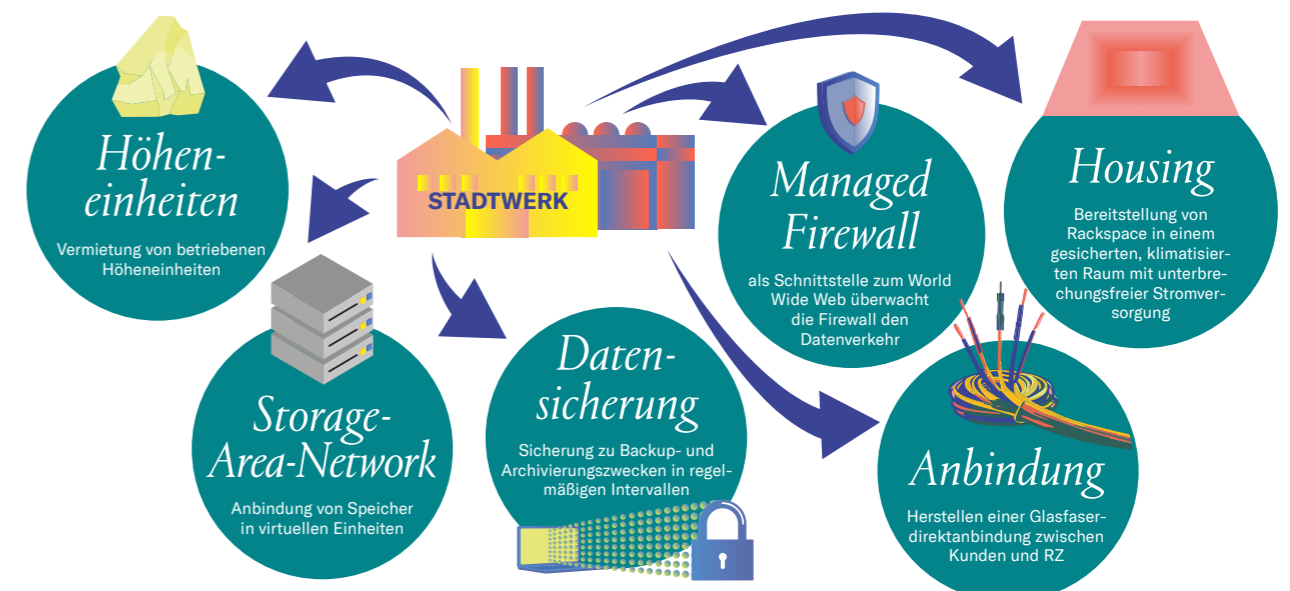 STADTWERK
Höhen-
einheiten
Vermietung von betriebenen
Höheneinheiten
Storage-
Area-Network
Anbindung von Speicher
in virtuellen Einheiten
Daten-
sicherung
Sicherung zu Backup- und
Archivierungszwecken in regel-
mäßigen Intervallen
Managed
Firewall
als Schnittstelle zum World
Wide Web überwacht
die Firewall den
Datenverkehr
Housing
Bereitstellung von
Rackspace in einem
gesicherten, klimatisier-
ten Raum mit unterbre-
chungsfreier Stromver-
sorgung
Anbindung
Herstellen einer Glasfaser-
direktanbindung zwischen
Kunden und RZ